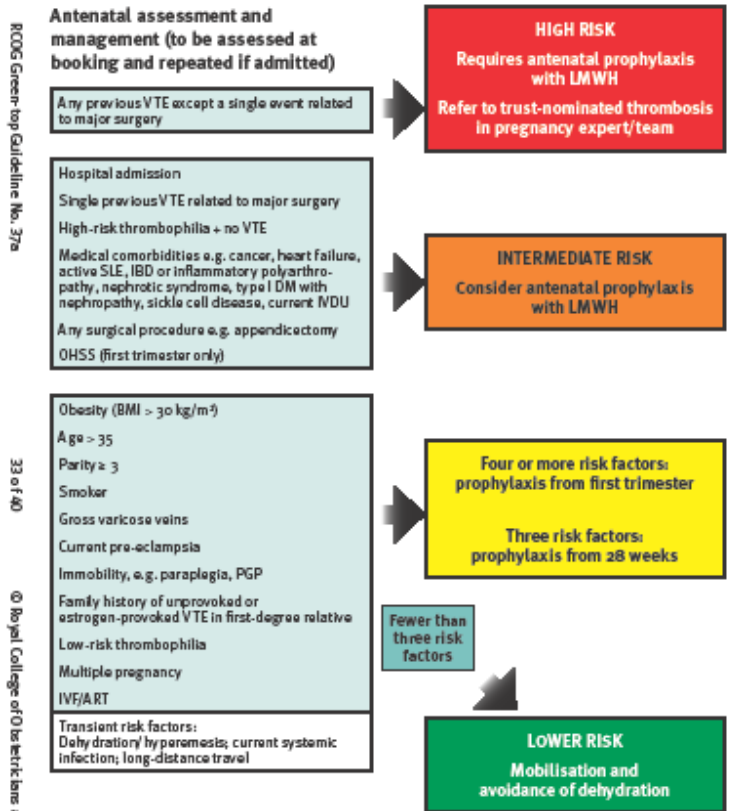 Antenatal assessment and
management (to be assessed at
booking and repeated if admitted)
Any previous VTE except a single event related
to major surgery
HIGH RISK
Requires antenatal prophylaxis
with LMWH
Refer to trust-nominated thrombosis
in pregnancy expert/team
Hospital admission
Single previous VTE related to major surgery
High-risk thrombophilia + no VTE
Medical comorbidities e.g. cancer, heart failure,
active SLE, IBD or inflammatory polyarthro-
pathy, nephrotic syndrome, type I DM with
nephropathy, sickle cell disease, current IVDU
Any surgical procedure e.g. appendicectomy
OHSS (first trimester only)
INTERMEDIATE RISK
Consider antenatal prophylaxis
with LMWH
Obesity (BMI > 30 kg/m²)
Age > 35
Parity ≥ 3
Smoker
Gross varicose veins
Current pre-eclampsia
Immobility, e.g. paraplegia, PGP
Family history of unprovoked or
estrogen-provoked VTE in first-degree relative
Low-risk thrombophilia
Multiple pregnancy
IVF/ART
Transient risk factors:
Dehydration/hyperemesis; current systemic
infection; long-distance travel
Four or more risk factors:
prophylaxis from first trimester
Three risk factors:
prophylaxis from 28 weeks
Fewer than
three risk
factors
LOWER RISK
Mobilisation and
avoidance of dehydration
RCOG Green-top Guideline No. 37a
33 of 40
© Royal College of Obstetricians